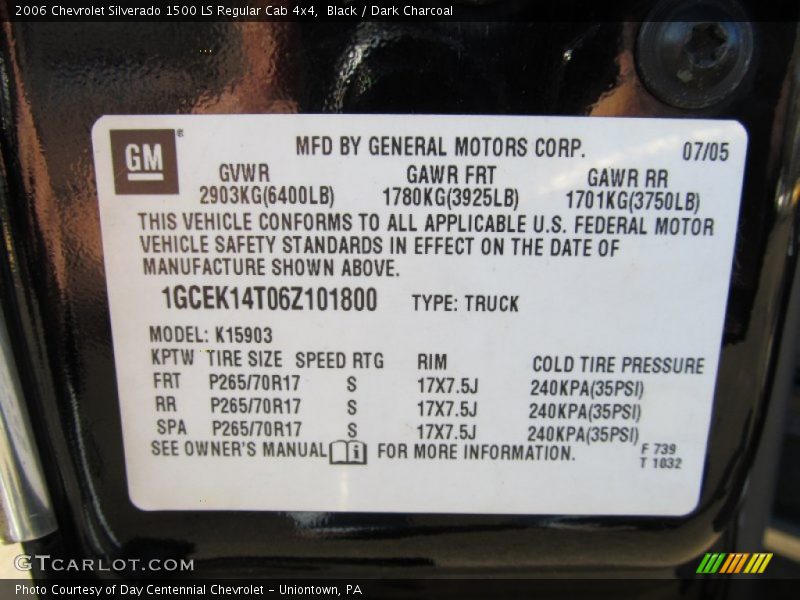 2006 Chevrolet Silverado 1500 LS Regular Cab 4x4, Black / Dark Charcoal
GM®
MFD BY GENERAL MOTORS CORP. 07/05
GVWR GAWR FRT GAWR RR
2903KG(6400LB) 1780KG(3925LB) 1701KG(3750LB)
THIS VEHICLE CONFORMS TO ALL APPLICABLE U.S. FEDERAL MOTOR
VEHICLE SAFETY STANDARDS IN EFFECT ON THE DATE OF
MANUFACTURE SHOWN ABOVE.
1GCEK14T06Z101800 TYPE: TRUCK
MODEL: K15903
KPTW TIRE SIZE SPEED RTG RIM COLD TIRE PRESSURE
FRT P265/70R17 S 17X7.5J 240KPA(35PSI)
RR P265/70R17 S 17X7.5J 240KPA(35PSI)
SPA P265/70R17 S 17X7.5J 240KPA(35PSI)
SEE OWNER'S MANUAL i FOR MORE INFORMATION.
F 739
T 1032
GTCARLOT.COM
Photo Courtesy of Day Centennial Chevrolet - Uniontown, PA